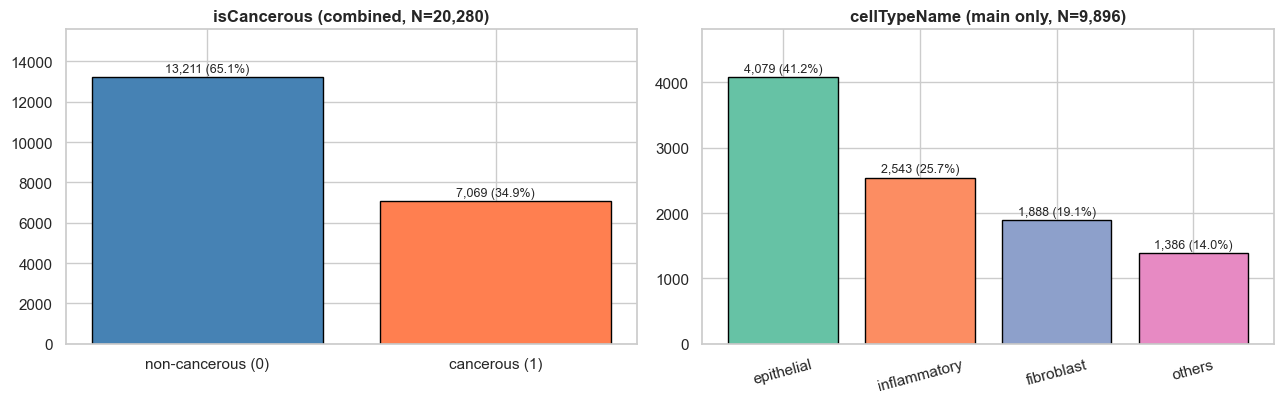 isCancerous (combined, N=20,280)
14000
12000
10000
8000
6000
4000
2000
0
13,211 (65.1%)
7,069 (34.9%)
non-cancerous (0)
cancerous (1)
cellTypeName (main only, N=9,896)
4000
3000
2000
1000
0
4,079 (41.2%)
2,543 (25.7%)
1,888 (19.1%)
1,386 (14.0%)
epithelial
inflammatory
fibroblast
others